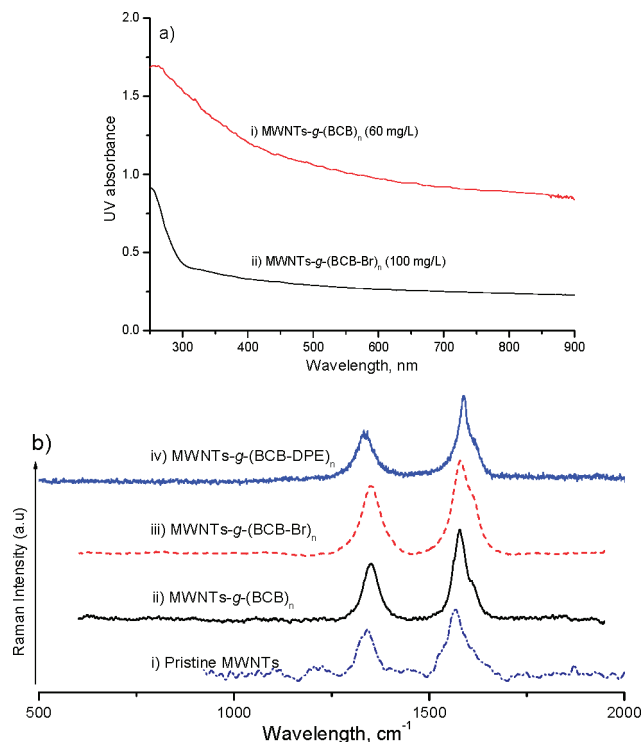 a)
2.0
1.5
1.0
0.5
0.0
UV absorbance
i) MWNTs-g-(BCB)n (60 mg/L)
ii) MWNTs-g-(BCB-Br)n (100 mg/L)
300 400 500 600 700 800 900
Wavelength, nm
b)
Raman Intensity (a.u)
iv) MWNTs-g-(BCB-DPE)n
iii) MWNTs-g-(BCB-Br)n
ii) MWNTs-g-(BCB)n
i) Pristine MWNTs
500 1000 1500 2000
Wavelength, cm-1